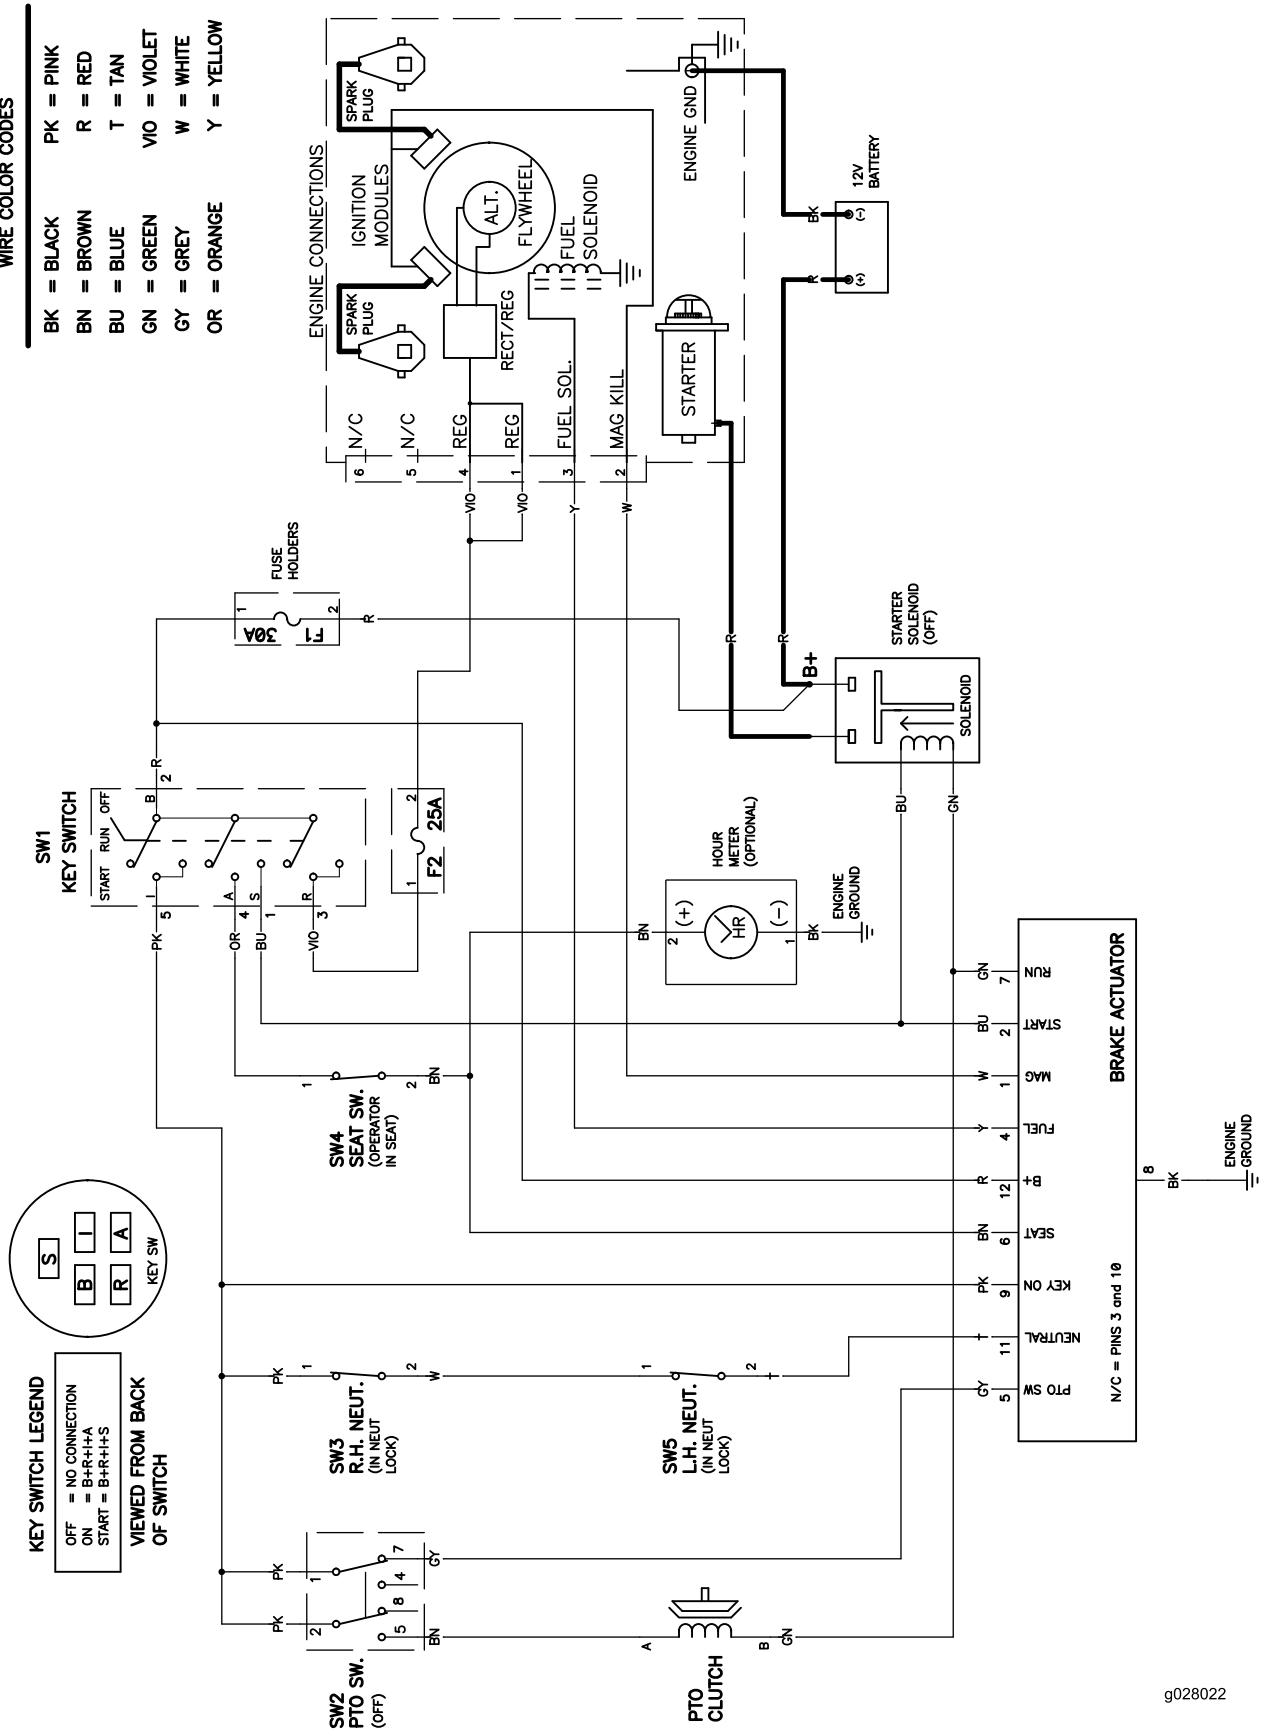 WIRE COLOR CODES
BK = BLACK
BN = BROWN
BU = BLUE
GN = GREEN
GY = GREY
OR = ORANGE
PK = PINK
R = RED
T = TAN
VIO = VIOLET
W = WHITE
Y = YELLOW
KEY SWITCH LEGEND
OFF = NO CONNECTION
ON = B+R+I+A
START = B+R+I+S
VIEWED FROM BACK
OF SWITCH
S
B
I
R
A
KEY SW
SW1
KEY SWITCH
START
RUN
OFF
B
R
2
I
5
PK
A
4
OR
S
1
BU
R
3
VIO
FUSE
HOLDERS
1
30A
F1
2
R
1
F2
25A
2
ENGINE CONNECTIONS
SPARK
PLUG
SPARK
PLUG
IGNITION
MODULES
ALT.
FLYWHEEL
RECT/REG
FUEL
SOLENOID
ENGINE GND
STARTER
N/C
N/C
REG
REG
FUEL SOL.
MAG KILL
6
5
4
1
3
2
VIO
VIO
Y
W
12V
BATTERY
BK
(-)
R
(+)
R
R
B+
STARTER
SOLENOID
(OFF)
SOLENOID
BU
GN
HOUR
METER
(OPTIONAL)
BN
2
(+)
HR
(-)
1
BK
ENGINE
GROUND
SW4
SEAT SW.
(OPERATOR
IN SEAT)
1
2
BN
SW3
R.H. NEUT.
(IN NEUT
LOCK)
PK
1
2
W
SW5
L.H. NEUT.
(IN NEUT
LOCK)
1
2
T
SW2
PTO SW.
(OFF)
PK
PK
1
2
7
4
8
5
GY
BN
PTO
CLUTCH
A
B
GN
BRAKE ACTUATOR
GN
7
RUN
BU
2
START
W
1
MAG
Y
4
FUEL
R
12
B+
BN
6
SEAT
PK
9
KEY ON
T
11
NEUTRAL
GY
5
PTO SW
N/C = PINS 3 and 10
8
BK
ENGINE
GROUND
g028022